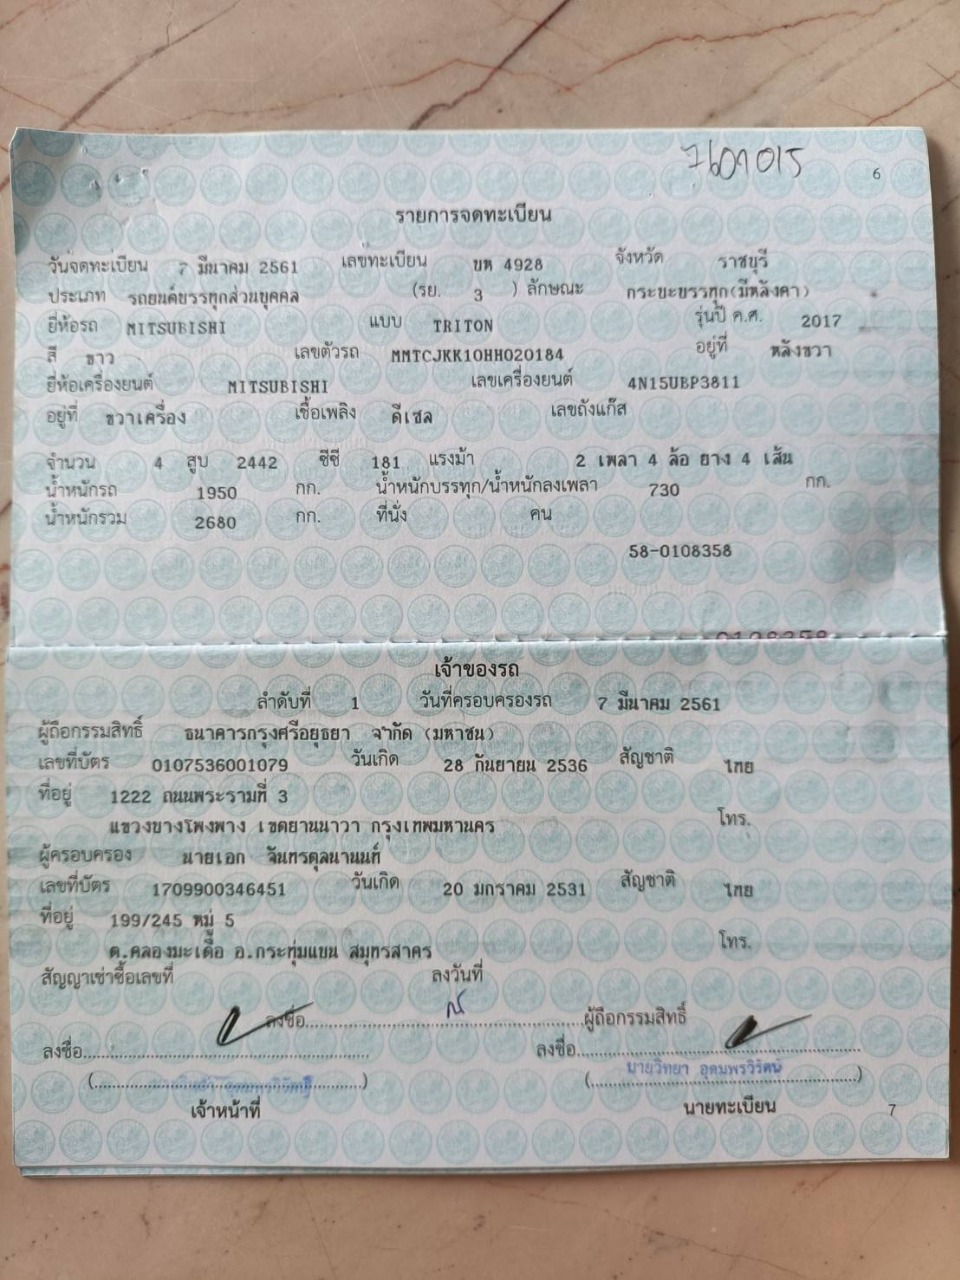 7601015
6
รายการจดทะเบียน
วันจดทะเบียน 7 มีนาคม 2561 เลขทะเบียน บห 4928 จังหวัด ราชบุรี
ประเภท รถยนต์บรรทุกส่วนบุคคล (รย. 3 ) ลักษณะ กระบะบรรทุก(มีหลังคา)
ยี่ห้อรถ MITSUBISHI แบบ TRITON รุ่นปี ค.ศ. 2017
สี ขาว เลขตัวรถ MMTCJKK10HH020184 อยู่ที่ หลังขวา
ยี่ห้อเครื่องยนต์ MITSUBISHI เลขเครื่องยนต์ 4N15UBP3811
อยู่ที่ ขวาเครื่อง เชื้อเพลิง ดีเซล เลขถังแก๊ส
จำนวน 4 สูบ 2442 ซีซี 181 แรงม้า 2 เพลา 4 ล้อ ยาง 4 เส้น
น้ำหนักรถ 1950 กก. น้ำหนักบรรทุก/น้ำหนักลงเพลา 730 กก.
น้ำหนักรวม 2680 กก. ที่นั่ง คน
58-0108358
เจ้าของรถ
ลำดับที่ 1 วันที่ครอบครองรถ 7 มีนาคม 2561
ผู้ถือกรรมสิทธิ์ ธนาคารกรุงศรีอยุธยา จำกัด (มหาชน)
เลขที่บัตร 0107536001079 วันเกิด 28 กันยายน 2536 สัญชาติ ไทย
ที่อยู่ 1222 ถนนพระรามที่ 3
แขวงบางโพงพาง เขตยานนาวา กรุงเทพมหานคร โทร.
ผู้ครอบครอง นายเอก จันทรตุลนานนท์
เลขที่บัตร 1709900346451 วันเกิด 20 มกราคม 2531 สัญชาติ ไทย
ที่อยู่ 199/245 หมู่ 5
ต.คลองมะเดื่อ อ.กระทุ่มแบน สมุทรสาคร โทร.
สัญญาเช่าซื้อเลขที่ ลงวันที่
ลงชื่อ........................ผู้ถือกรรมสิทธิ์
ลงชื่อ........................ ลงชื่อ........................
(........................) (นายวิทยา อุดมพรวิรัตน์)
เจ้าหน้าที่ นายทะเบียน
7